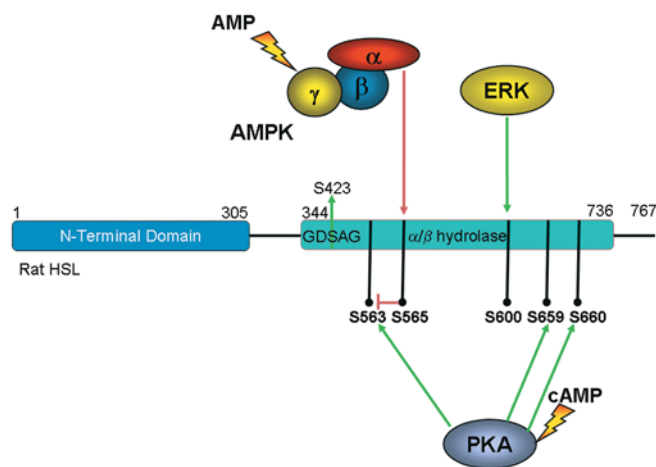 AMP
α
γ
β
AMPK
ERK
S423
1
305
344
736
767
N-Terminal Domain
GDSAG
α/β hydrolase
Rat HSL
S563
S565
S600
S659
S660
cAMP
PKA